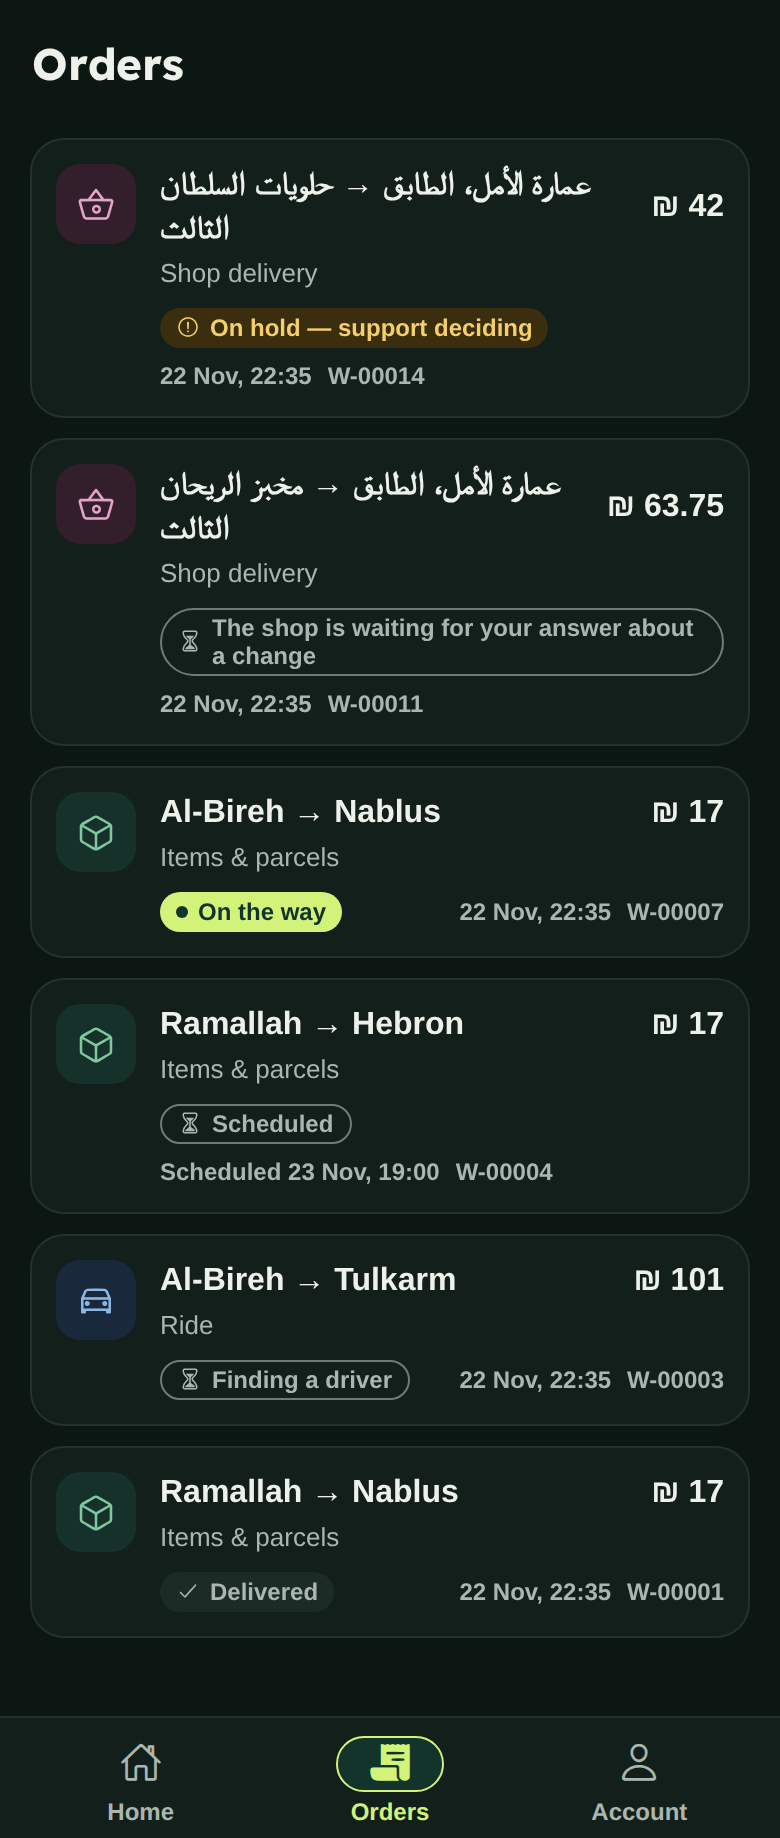 Orders
حلويات السلطان → عمارة الأمل، الطابق
الثالث
₪ 42
Shop delivery
On hold — support deciding
22 Nov, 22:35 W-00014
مخبز الريحان → عمارة الأمل، الطابق
الثالث
₪ 63.75
Shop delivery
The shop is waiting for your answer about
a change
22 Nov, 22:35 W-00011
Al-Bireh → Nablus
₪ 17
Items & parcels
On the way
22 Nov, 22:35 W-00007
Ramallah → Hebron
₪ 17
Items & parcels
Scheduled
Scheduled 23 Nov, 19:00 W-00004
Al-Bireh → Tulkarm
₪ 101
Ride
Finding a driver
22 Nov, 22:35 W-00003
Ramallah → Nablus
₪ 17
Items & parcels
Delivered
22 Nov, 22:35 W-00001
Home
Orders
Account